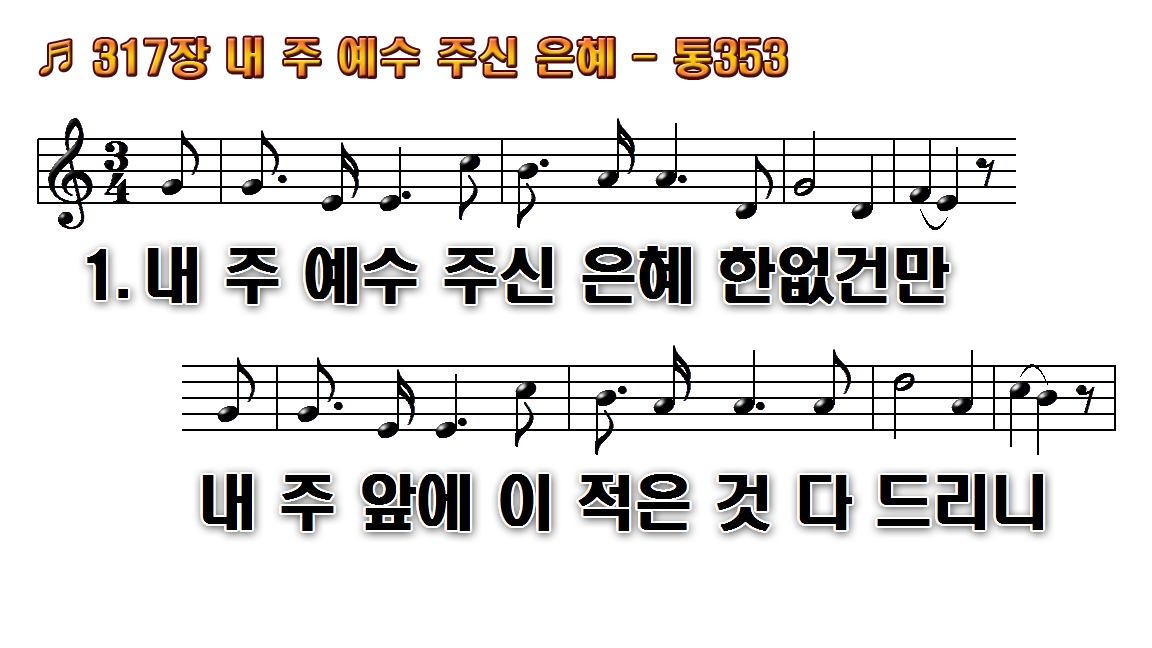 ♬ 317장 내 주 예수 주신 은혜 - 통353
3
4
1. 내 주 예수 주신 은혜 한없건만
내 주 앞에 이 적은 것 다 드리니